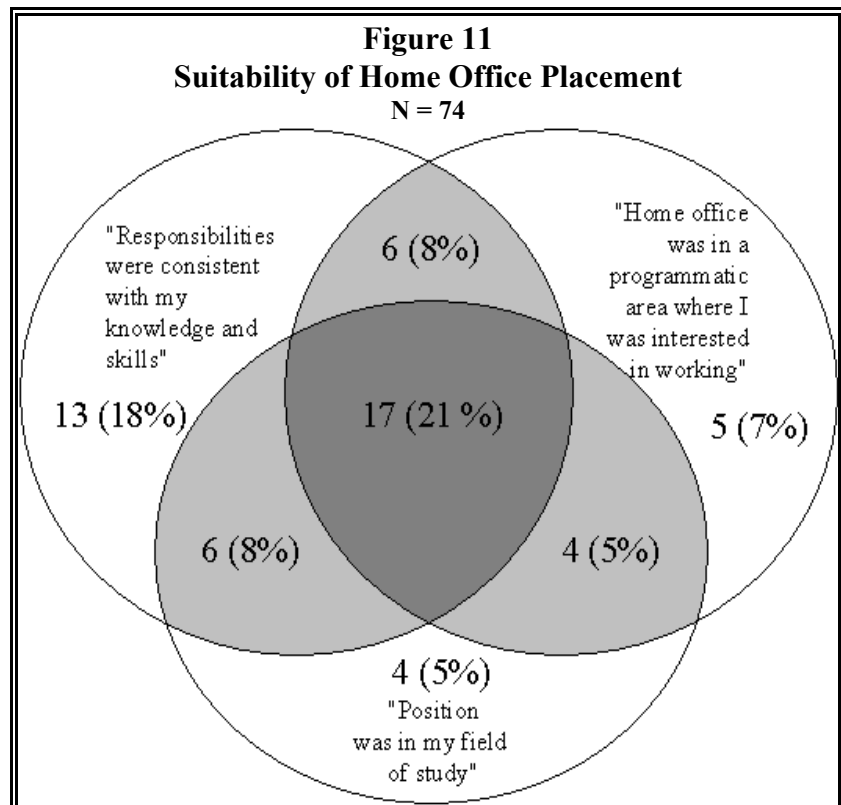 Figure 11
Suitability of Home Office Placement
N = 74
"Responsibilities
were consistent
with my
knowledge and
skills"
13 (18%)
6 (8%)
"Home office
was in a
programmatic
area where I
was interested
in working"
5 (7%)
17 (21 %)
6 (8%)
4 (5%)
4 (5%)
"Position
was in my field
of study"